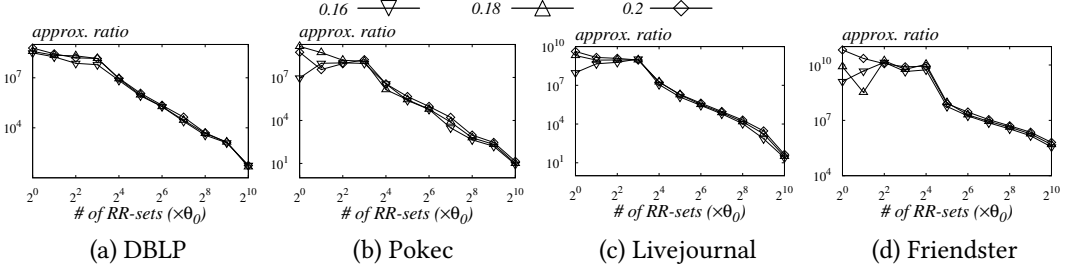 0.16 0.18 0.2
approx. ratio approx. ratio approx. ratio approx. ratio
10^7 10^4
10^7 10^4 10^1
10^10 10^7 10^4 10^1
10^10 10^7 10^4
2^0 2^2 2^4 2^6 2^8 2^10 2^0 2^2 2^4 2^6 2^8 2^10 2^0 2^2 2^4 2^6 2^8 2^10 2^0 2^2 2^4 2^6 2^8 2^10
# of RR-sets (×θ₀) # of RR-sets (×θ₀) # of RR-sets (×θ₀) # of RR-sets (×θ₀)
(a) DBLP (b) Pokec (c) Livejournal (d) Friendster